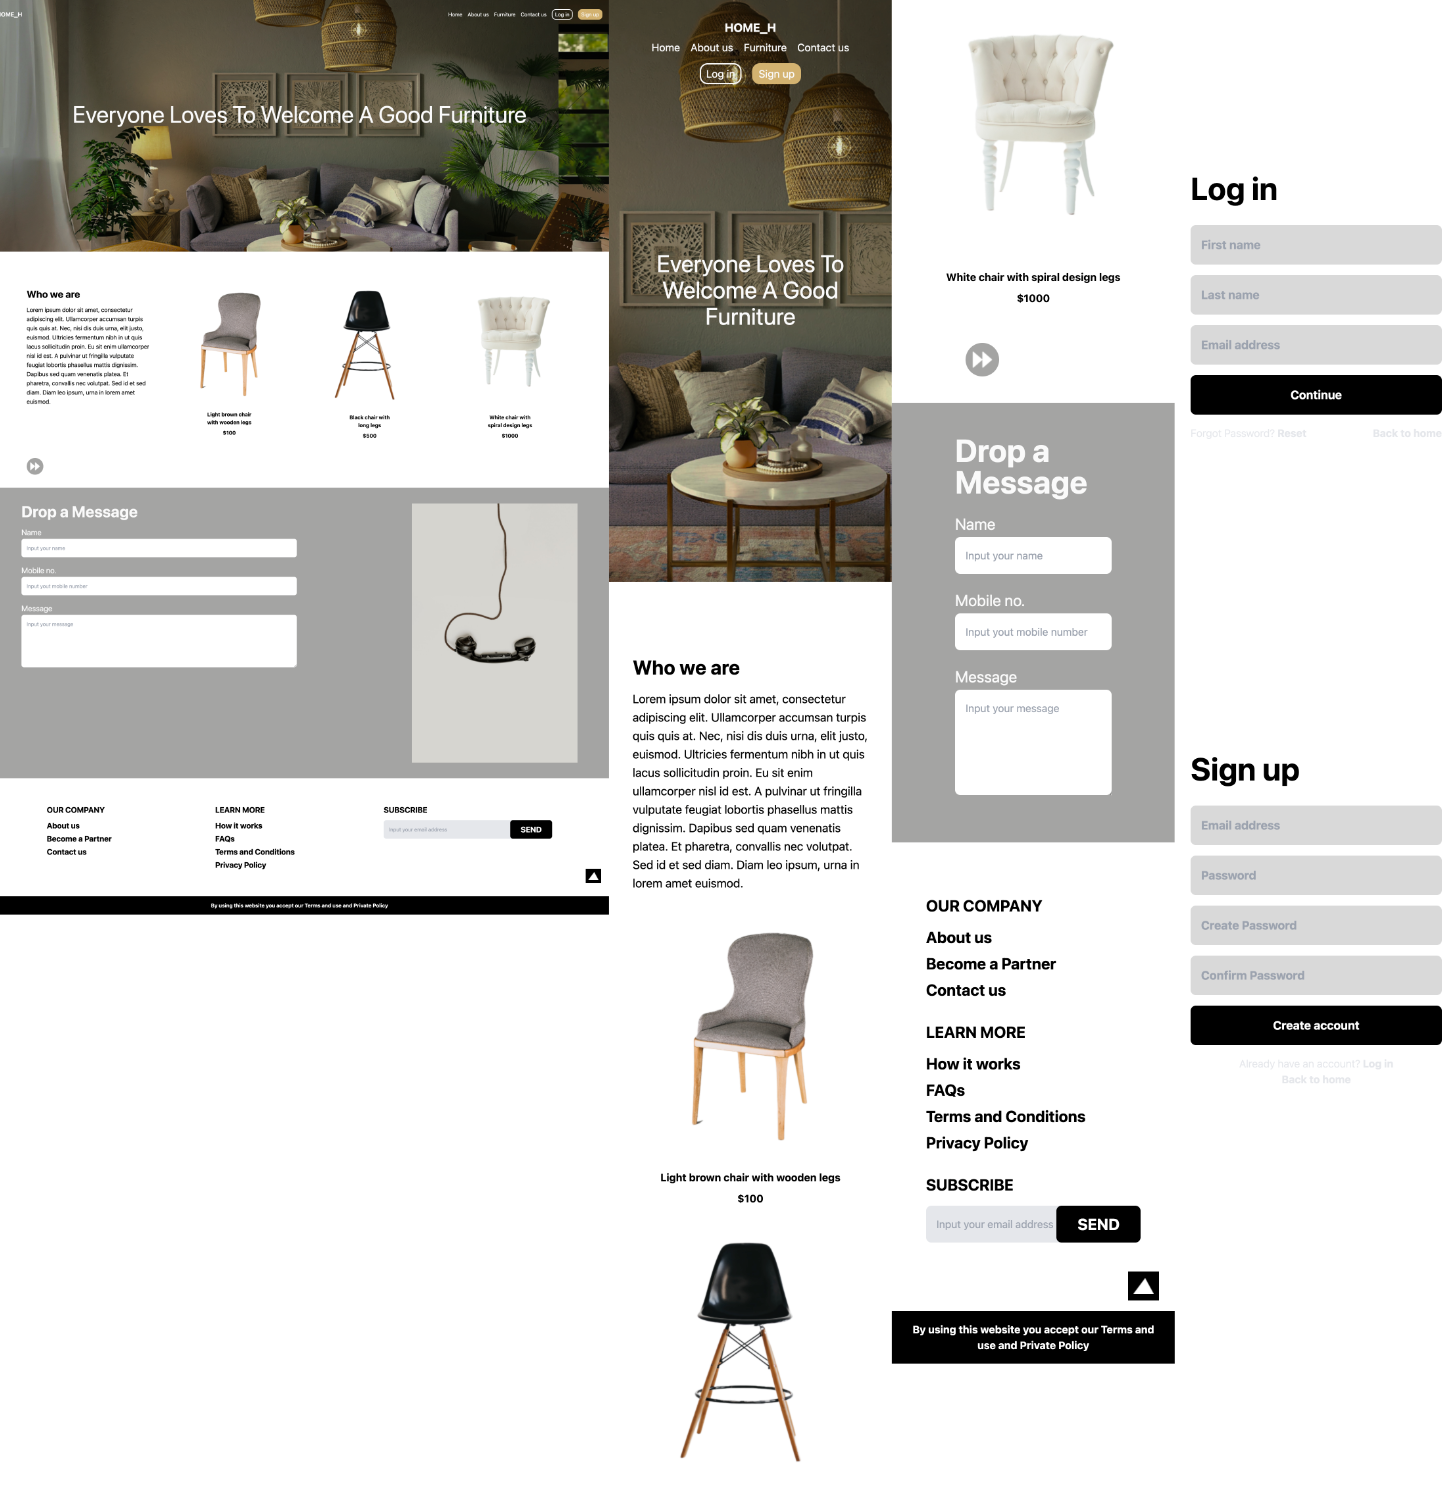 HOME_H
Home About us Furniture Contact us Log in Sign up
Everyone Loves To Welcome A Good Furniture
Who we are
Lorem ipsum dolor sit amet, consectetur
adipiscing elit. Ullamcorper accumsan turpis
quis quis at. Nec, nisi dis duis urna, elit justo,
euismod. Ultricies fermentum nibh in ut quis
lacus sollicitudin proin. Eu sit enim ullamcorper
nisl id est. A pulvinar ut fringilla vulputate
feugiat lobortis phasellus mattis dignissim.
Dapibus sed quam venenatis platea. Et
pharetra, convallis nec volutpat. Sed id et sed
diam. Diam leo ipsum, urna in lorem amet
euismod.
Light brown chair
with wooden legs
$100
Black chair with
long legs
$500
White chair with
spiral design legs
$1000
Drop a Message
Name
Input your name
Mobile no.
Input yout mobile number
Message
Input your message
OUR COMPANY
About us
Become a Partner
Contact us
LEARN MORE
How it works
FAQs
Terms and Conditions
Privacy Policy
SUBSCRIBE
Input your email address SEND
By using this website you accept our Terms and use and Private Policy
HOME_H
Home About us Furniture Contact us
Log in Sign up
Everyone Loves To
Welcome A Good
Furniture
Who we are
Lorem ipsum dolor sit amet, consectetur
adipiscing elit. Ullamcorper accumsan turpis
quis quis at. Nec, nisi dis duis urna, elit justo,
euismod. Ultricies fermentum nibh in ut quis
lacus sollicitudin proin. Eu sit enim
ullamcorper nisl id est. A pulvinar ut fringilla
vulputate feugiat lobortis phasellus mattis
dignissim. Dapibus sed quam venenatis
platea. Et pharetra, convallis nec volutpat.
Sed id et sed diam. Diam leo ipsum, urna in
lorem amet euismod.
Light brown chair with wooden legs
$100
White chair with spiral design legs
$1000
Drop a
Message
Name
Input your name
Mobile no.
Input yout mobile number
Message
Input your message
OUR COMPANY
About us
Become a Partner
Contact us
LEARN MORE
How it works
FAQs
Terms and Conditions
Privacy Policy
SUBSCRIBE
Input your email address SEND
By using this website you accept our Terms and
use and Private Policy
Log in
First name
Last name
Email address
Continue
Forgot Password? Reset Back to home
Sign up
Email address
Password
Create Password
Confirm Password
Create account
Already have an account? Log in
Back to home